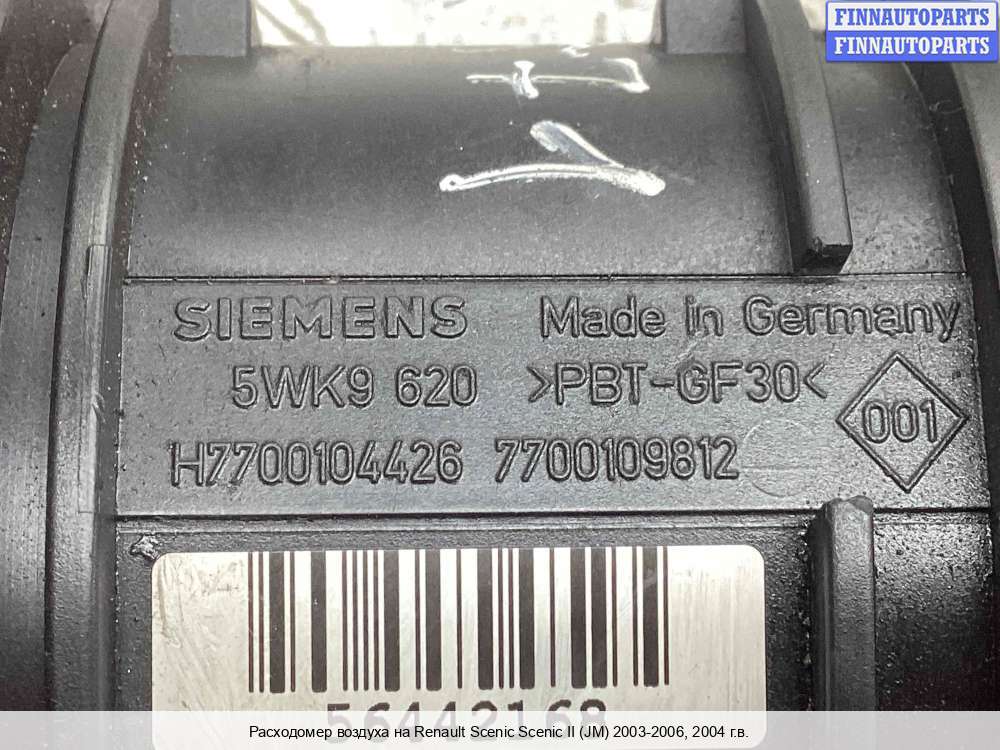 FINNAUTOPARTS
FINNAUTOPARTS
SIEMENS Made in Germany
5WK9 620 >PBT-GF30<
001
H7700104426 7700109812
56442168
Расходомер воздуха на Renault Scenic Scenic II (JM) 2003-2006, 2004 г.в.